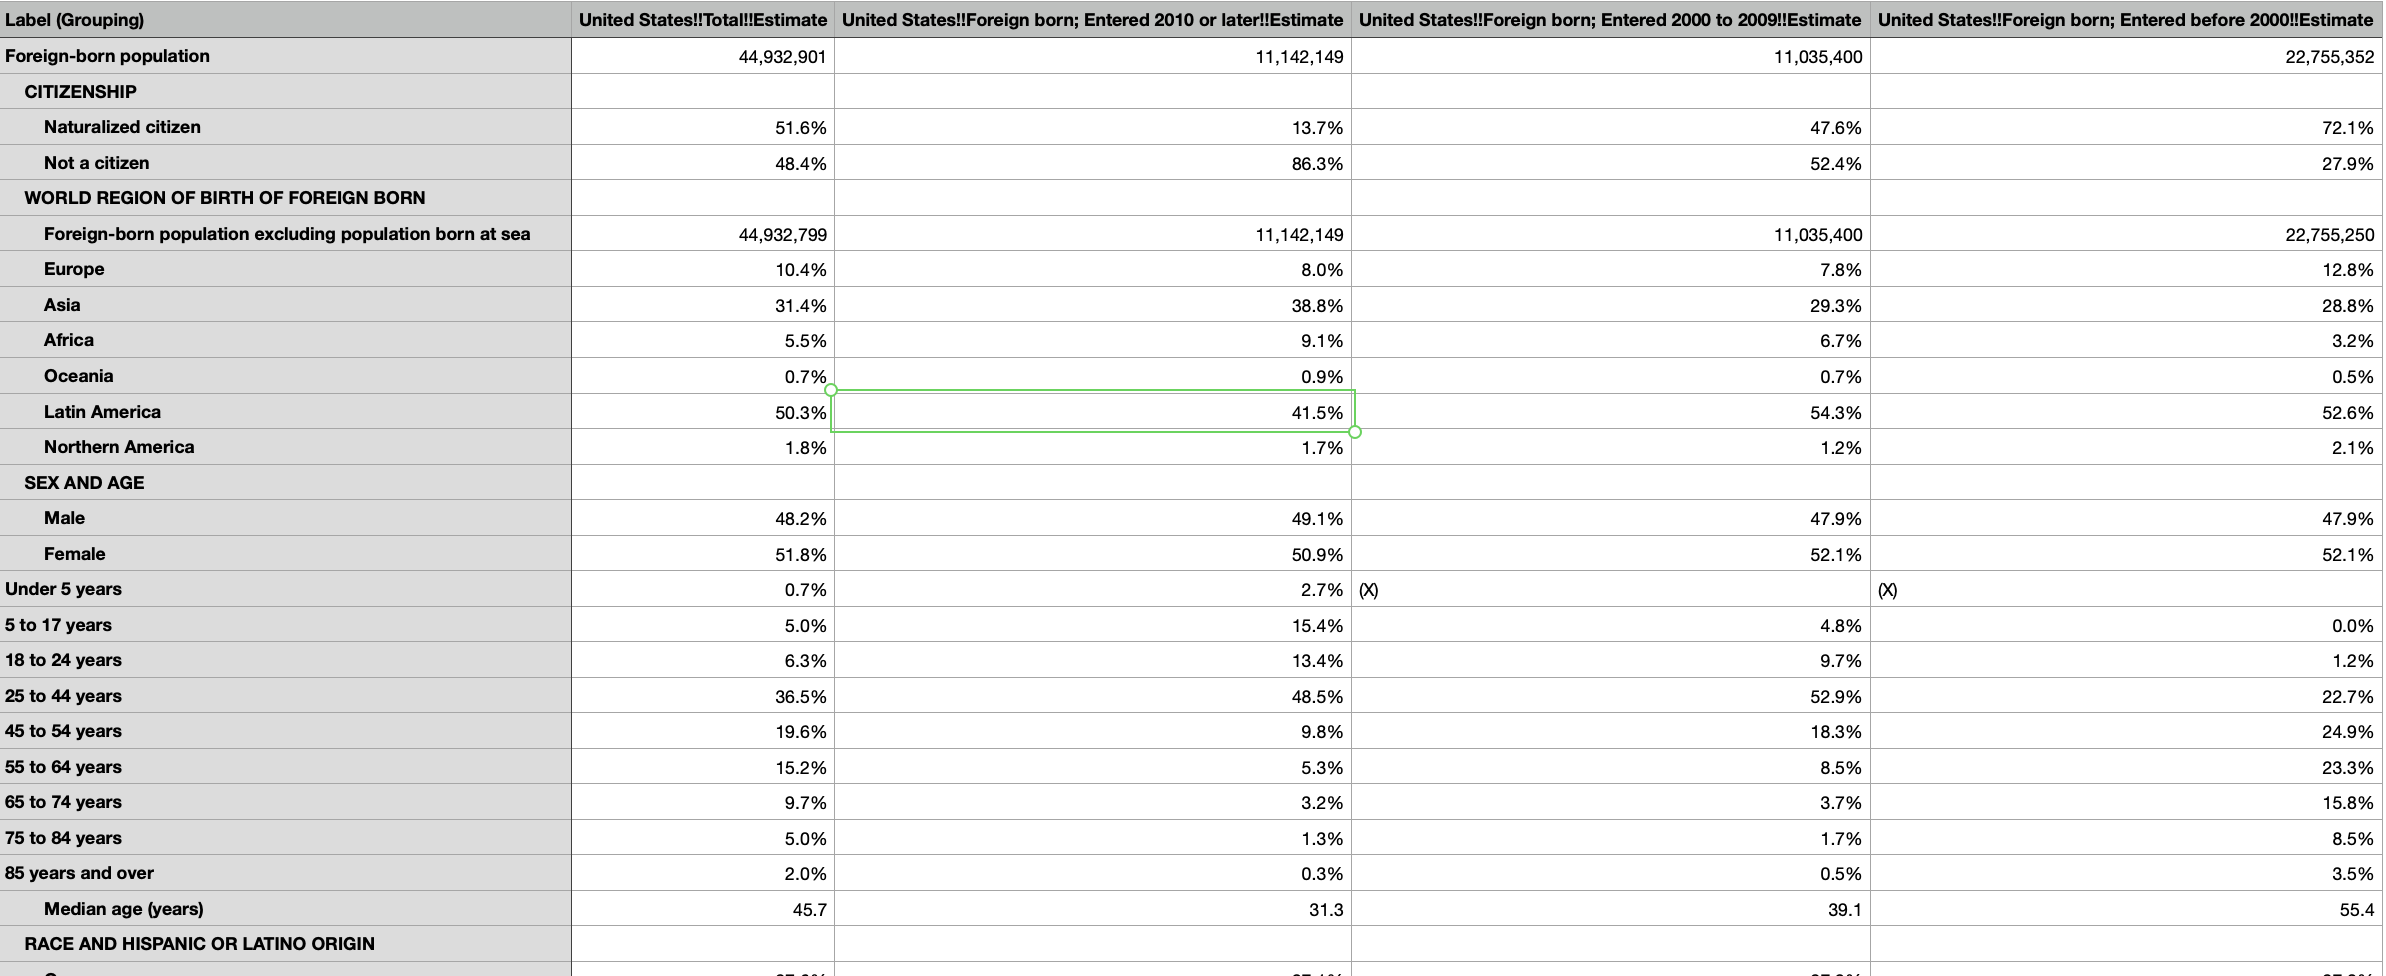 Label (Grouping) United States!!Total!!Estimate United States!!Foreign born; Entered 2010 or later!!Estimate United States!!Foreign born; Entered 2000 to 2009!!Estimate United States!!Foreign born; Entered before 2000!!Estimate
Foreign-born population 44,932,901 11,142,149 11,035,400 22,755,352
CITIZENSHIP
Naturalized citizen 51.6% 13.7% 47.6% 72.1%
Not a citizen 48.4% 86.3% 52.4% 27.9%
WORLD REGION OF BIRTH OF FOREIGN BORN
Foreign-born population excluding population born at sea 44,932,799 11,142,149 11,035,400 22,755,250
Europe 10.4% 8.0% 7.8% 12.8%
Asia 31.4% 38.8% 29.3% 28.8%
Africa 5.5% 9.1% 6.7% 3.2%
Oceania 0.7% 0.9% 0.7% 0.5%
Latin America 50.3% 41.5% 54.3% 52.6%
Northern America 1.8% 1.7% 1.2% 2.1%
SEX AND AGE
Male 48.2% 49.1% 47.9% 47.9%
Female 51.8% 50.9% 52.1% 52.1%
Under 5 years 0.7% 2.7% (X) (X)
5 to 17 years 5.0% 15.4% 4.8% 0.0%
18 to 24 years 6.3% 13.4% 9.7% 1.2%
25 to 44 years 36.5% 48.5% 52.9% 22.7%
45 to 54 years 19.6% 9.8% 18.3% 24.9%
55 to 64 years 15.2% 5.3% 8.5% 23.3%
65 to 74 years 9.7% 3.2% 3.7% 15.8%
75 to 84 years 5.0% 1.3% 1.7% 8.5%
85 years and over 2.0% 0.3% 0.5% 3.5%
Median age (years) 45.7 31.3 39.1 55.4
RACE AND HISPANIC OR LATINO ORIGIN